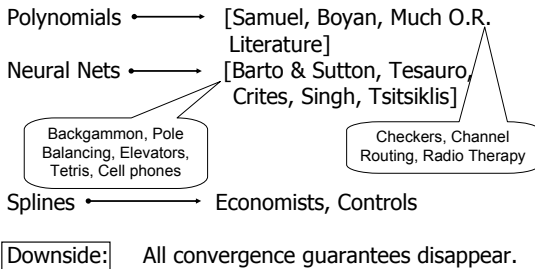 Polynomials [Samuel, Boyan, Much O.R.
Literature]
Neural Nets [Barto & Sutton, Tesauro,
Crites, Singh, Tsitsiklis]
Backgammon, Pole
Balancing, Elevators,
Tetris, Cell phones
Checkers, Channel
Routing, Radio Therapy
Splines Economists, Controls
Downside: All convergence guarantees disappear.